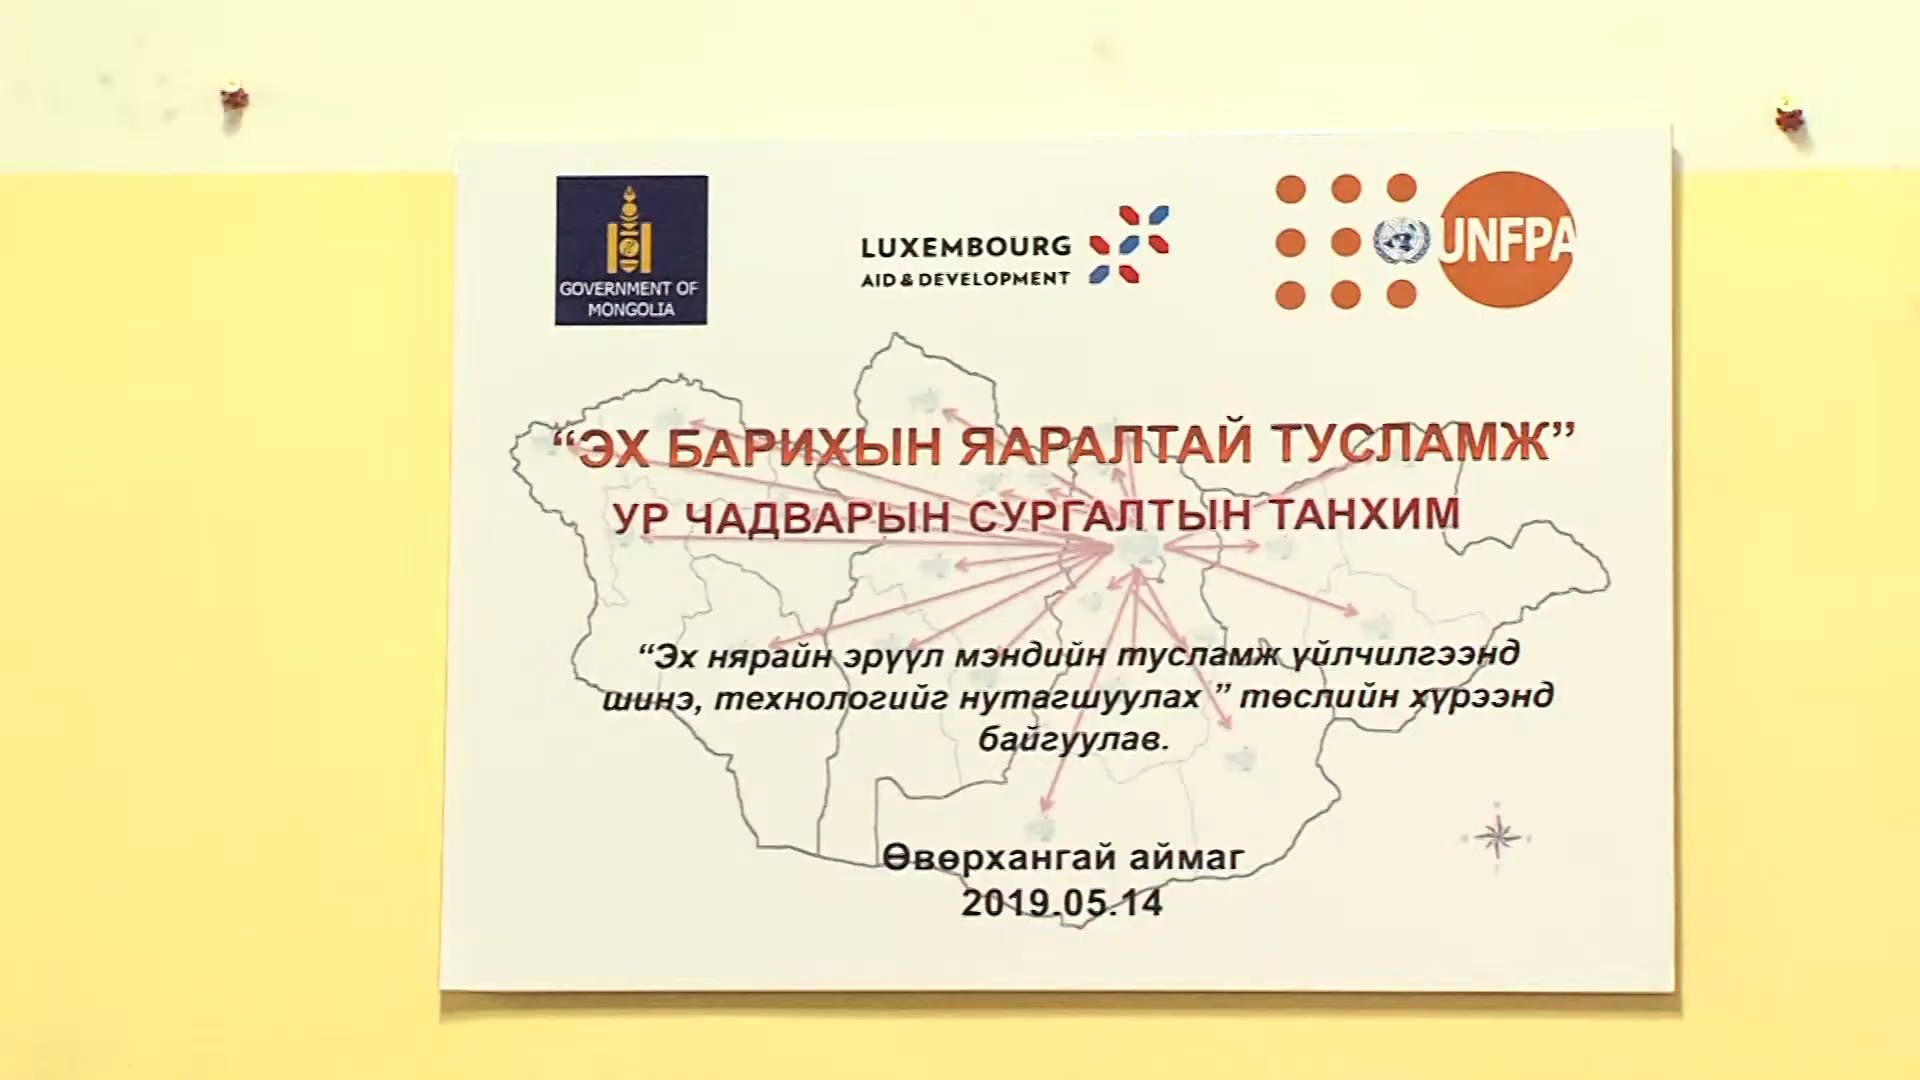 GOVERNMENT OF
MONGOLIA
LUXEMBOURG
AID & DEVELOPMENT
UNFPA
“ЭХ БАРИХЫН ЯАРАЛТАЙ ТУСЛАМЖ”
УР ЧАДВАРЫН СУРГАЛТЫН ТАНХИМ
“Эх нярайн эрүүл мэндийн тусламж үйлчилгээнд
шинэ, технологийг нутагшуулах ” төслийн хүрээнд
байгуулав.
Өвөрхангай аймаг
2019.05.14